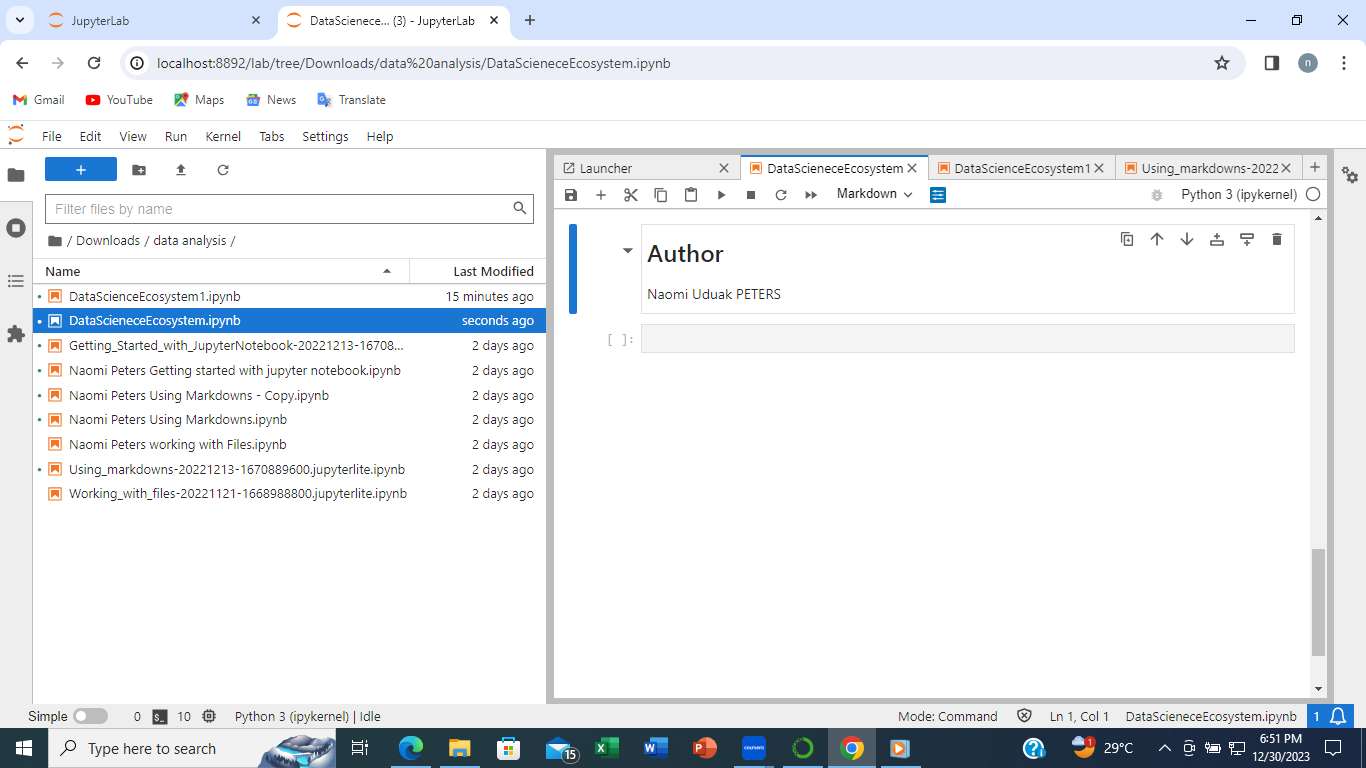 JupyterLab
DataScienece... (3) - JupyterLab
localhost:8892/lab/tree/Downloads/data%20analysis/DataScieneceEcosystem.ipynb
n
Gmail YouTube Maps News Translate
File Edit View Run Kernel Tabs Settings Help
Filter files by name
/ Downloads / data analysis /
Name Last Modified
DataScienceEcosystem1.ipynb 15 minutes ago
DataScieneceEcosystem.ipynb seconds ago
Getting_Started_with_JupyterNotebook-20221213-16708... 2 days ago
Naomi Peters Getting started with jupyter notebook.ipynb 2 days ago
Naomi Peters Using Markdowns - Copy.ipynb 2 days ago
Naomi Peters Using Markdowns.ipynb 2 days ago
Naomi Peters working with Files.ipynb 2 days ago
Using_markdowns-20221213-1670889600.jupyterlite.ipynb 2 days ago
Working_with_files-20221121-1668988800.jupyterlite.ipynb 2 days ago
Launcher DataScieneceEcosystem DataScienceEcosystem1 Using_markdowns-2022
Markdown Python 3 (ipykernel)
Author
Naomi Uduak PETERS
[ ]:
Simple 0 $_ 10 Python 3 (ipykernel) | Idle Mode: Command Ln 1, Col 1 DataScieneceEcosystem.ipynb 1
Type here to search 15 coursera 1 29°C 6:51 PM
12/30/2023